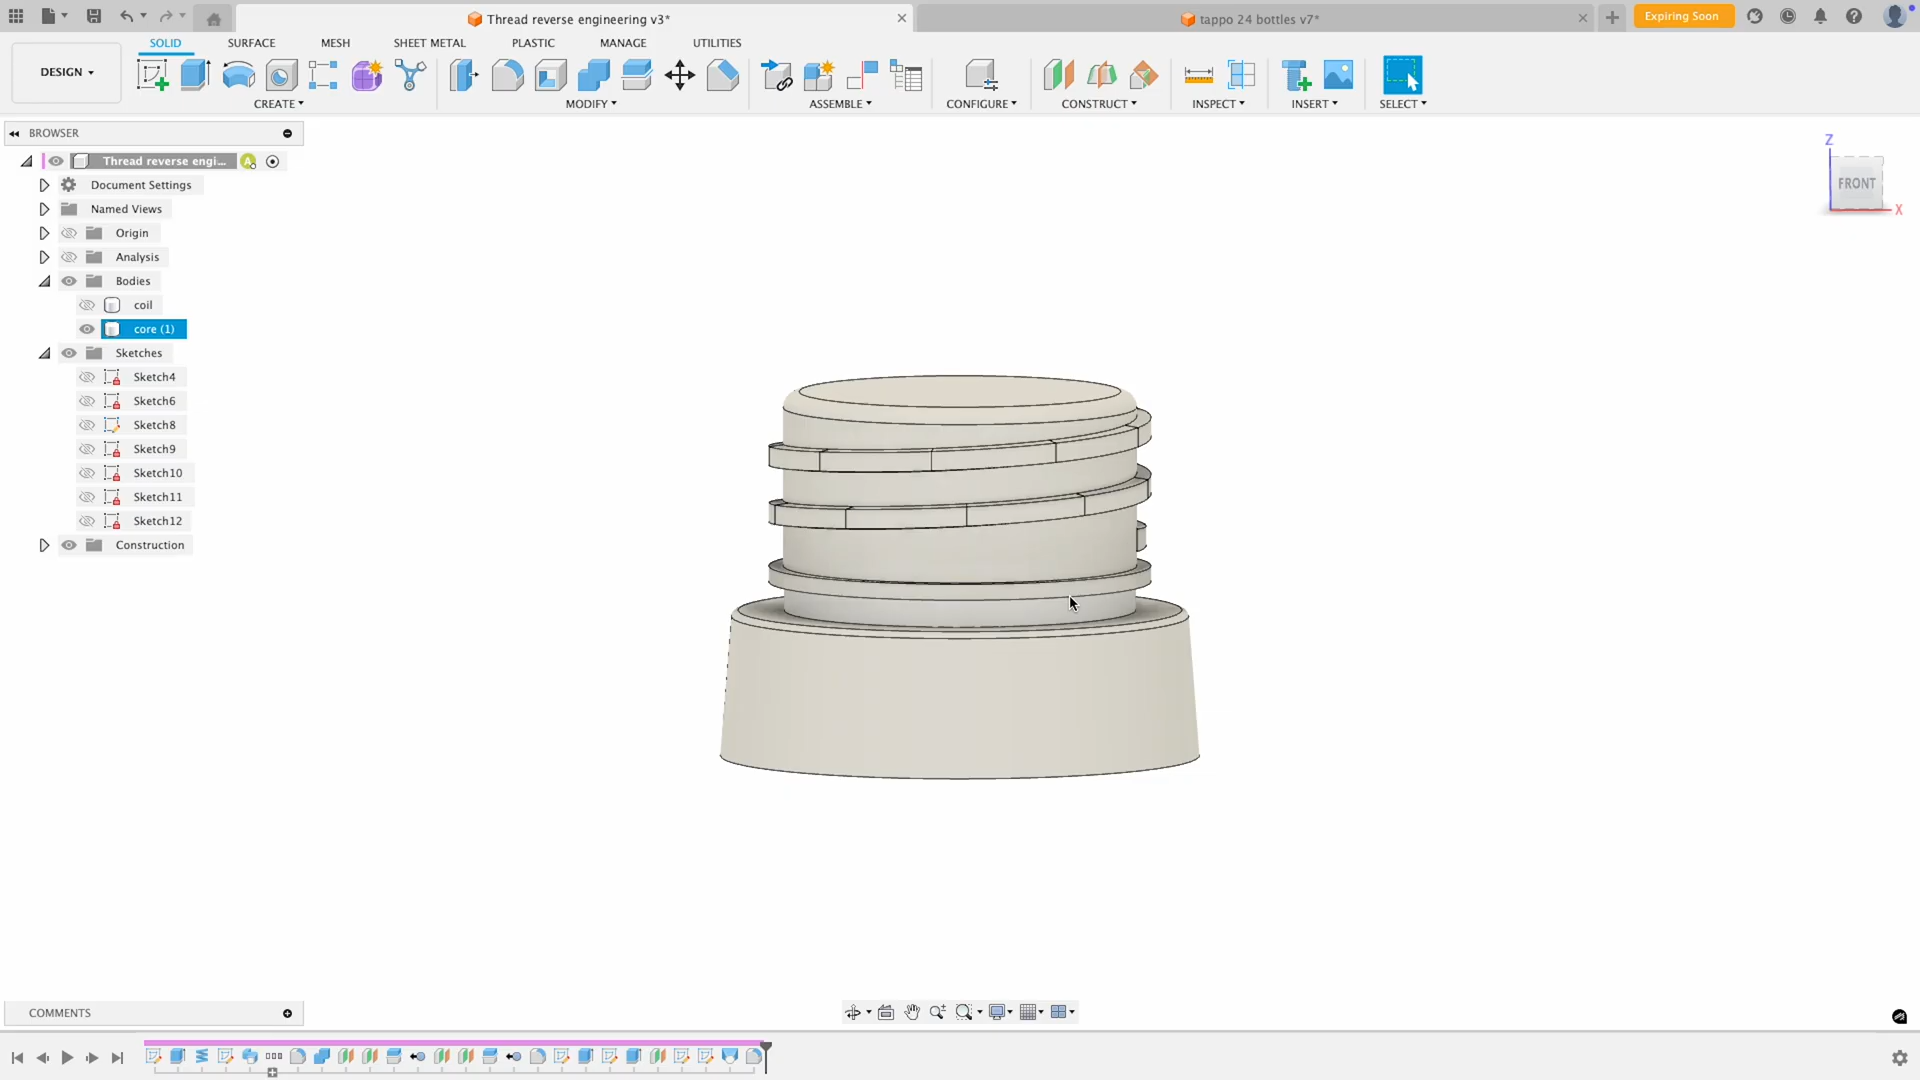 Thread reverse engineering v3*
tappo 24 bottles v7*
Expiring Soon
DESIGN
SOLID
SURFACE
MESH
SHEET METAL
PLASTIC
MANAGE
UTILITIES
CREATE
MODIFY
ASSEMBLE
CONFIGURE
CONSTRUCT
INSPECT
INSERT
SELECT
BROWSER
Thread reverse engi...
A
Document Settings
Named Views
Origin
Analysis
Bodies
coil
core (1)
Sketches
Sketch4
Sketch6
Sketch8
Sketch9
Sketch10
Sketch11
Sketch12
Construction
Z
FRONT
X
COMMENTS